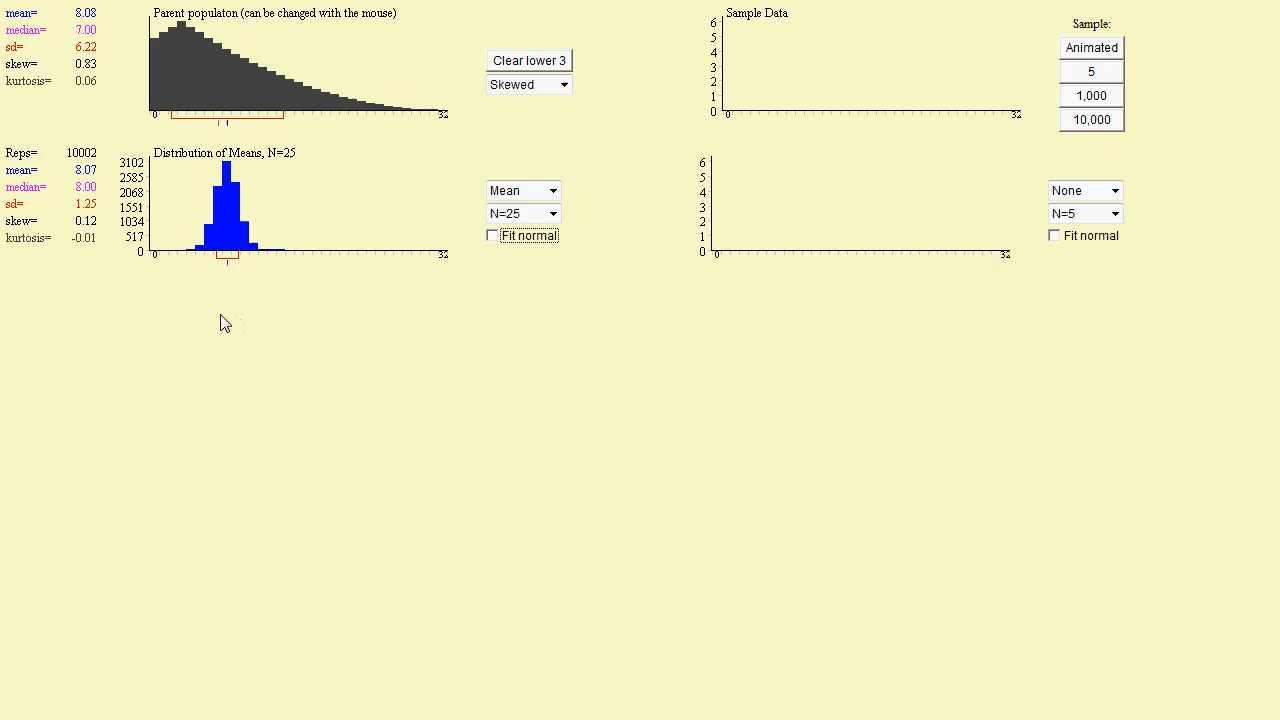 mean= 8.08
median= 7.00
sd= 6.22
skew= 0.83
kurtosis= 0.06
Parent populaton (can be changed with the mouse)
0 32
Clear lower 3
Skewed
Sample Data
6
5
4
3
2
1
0
0 32
Sample:
Animated
5
1,000
10,000
Reps= 10002
mean= 8.07
median= 8.00
sd= 1.25
skew= 0.12
kurtosis= -0.01
Distribution of Means, N=25
3102
2585
2068
1551
1034
517
0
0 32
Mean
N=25
Fit normal
6
5
4
3
2
1
0
0 32
None
N=5
Fit normal